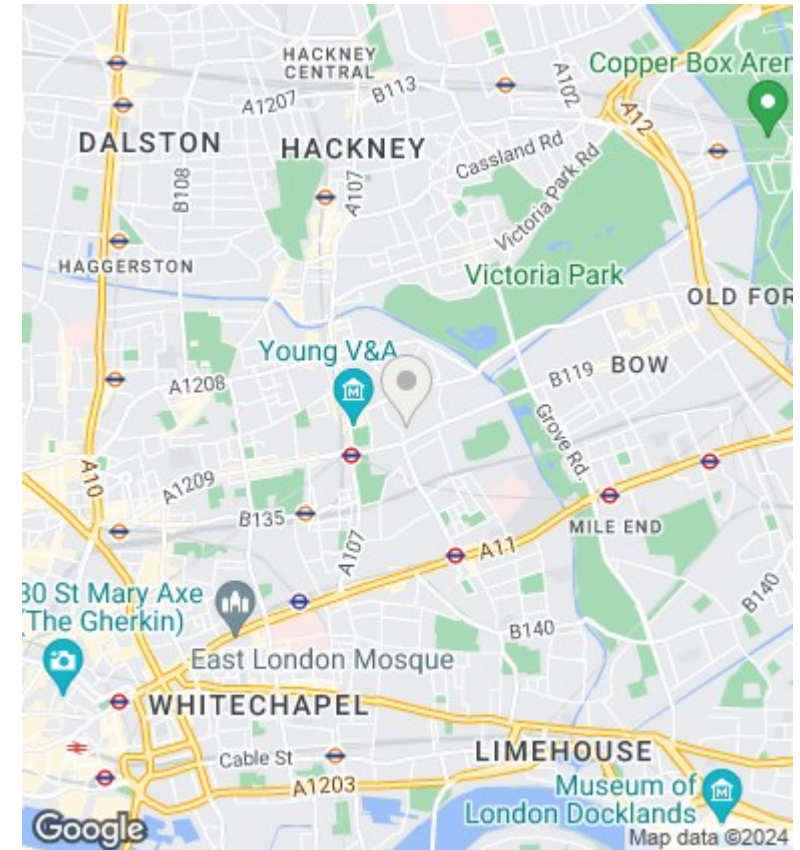 HACKNEY
CENTRAL
Copper Box Aren
A1207
B113
A102
A12
DALSTON
HACKNEY
Cassland Rd
B108
A107
Victoria Park Rd
HAGGERSTON
Victoria Park
OLD FOR
Young V&A
BOW
A1208
B119
Grove Rd.
A10
A1209
B135
A107
A11
MILE END
30 St Mary Axe
(The Gherkin)
B140
B140
East London Mosque
WHITECHAPEL
Cable St
LIMEHOUSE
A1203
Museum of
London Docklands
Google
Map data ©2024